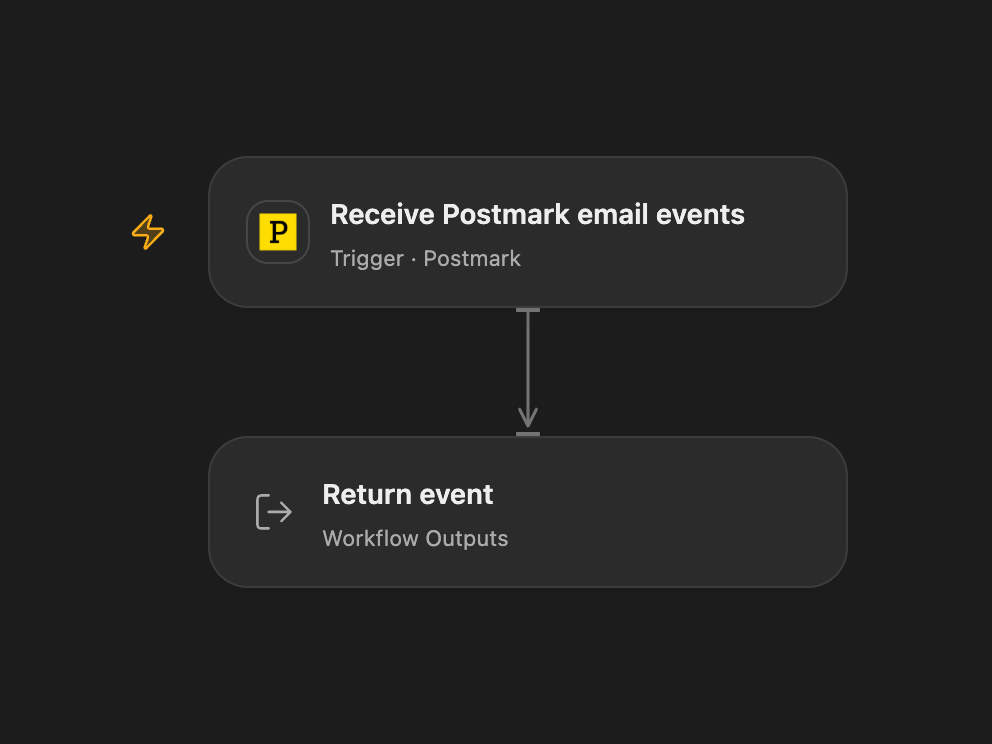 P
Receive Postmark email events
Trigger · Postmark
Return event
Workflow Outputs